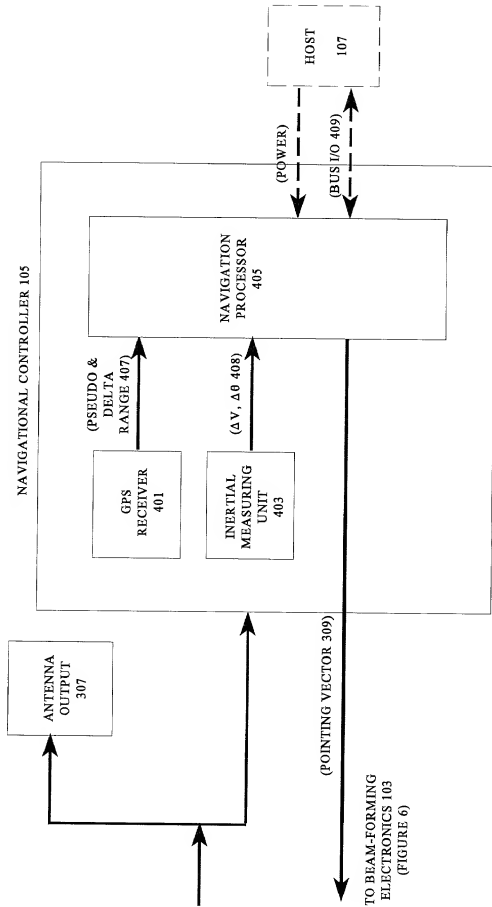 NAVIGATIONAL CONTROLLER 105
ANTENNA
OUTPUT
307
GPS
RECEIVER
401
(PSEUDO &
DELTA
RANGE 407)
INERTIAL
MEASURING
UNIT
403
(ΔV, Δθ 408)
NAVIGATION
PROCESSOR
405
(POWER)
(BUS I/O 409)
HOST
107
(POINTING VECTOR 309)
TO BEAM-FORMING
ELECTRONICS 103
(FIGURE 6)